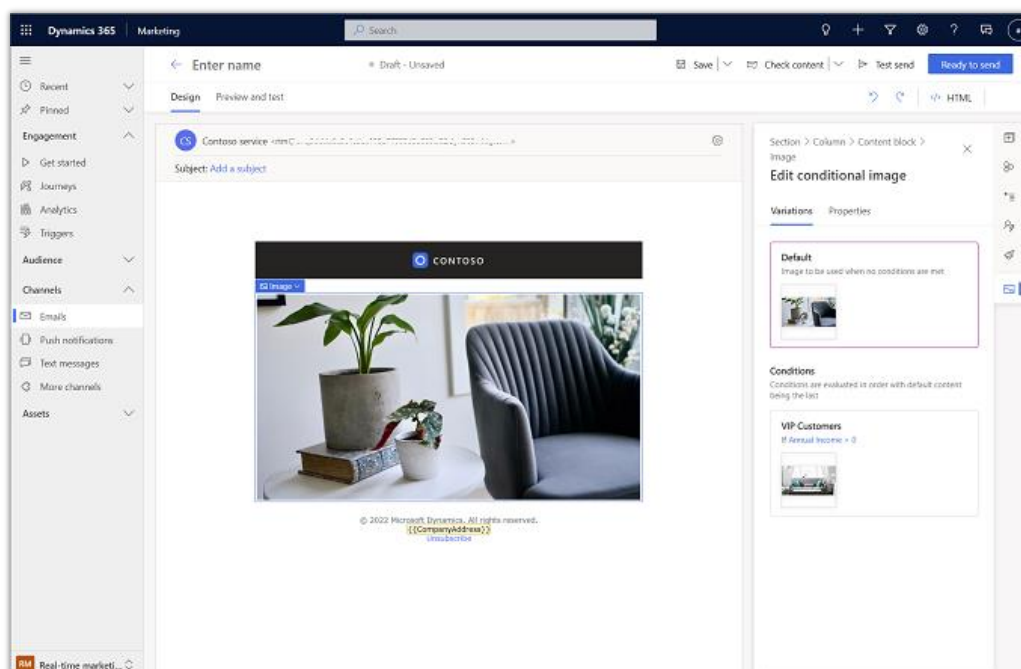 Dynamics 365
Marketing
Search
Enter name
Draft - Unsaved
Save
Check content
Test send
Ready to send
Design
Preview and test
HTML
Recent
Pinned
Engagement
Get started
Journeys
Analytics
Triggers
Audience
Channels
Emails
Push notifications
Text messages
More channels
Assets
RM
Real-time marketi...
CS
Contoso service
Subject: Add a subject
CONTOSO
Image
© 2022 Microsoft Dynamics. All rights reserved.
{{CompanyAddress}}
Unsubscribe
Section > Column > Content block >
Image
Edit conditional image
Variations
Properties
Default
Image to be used when no conditions are met
Conditions
Conditions are evaluated in order with default content
being the last
VIP Customers
If Annual Income > 0